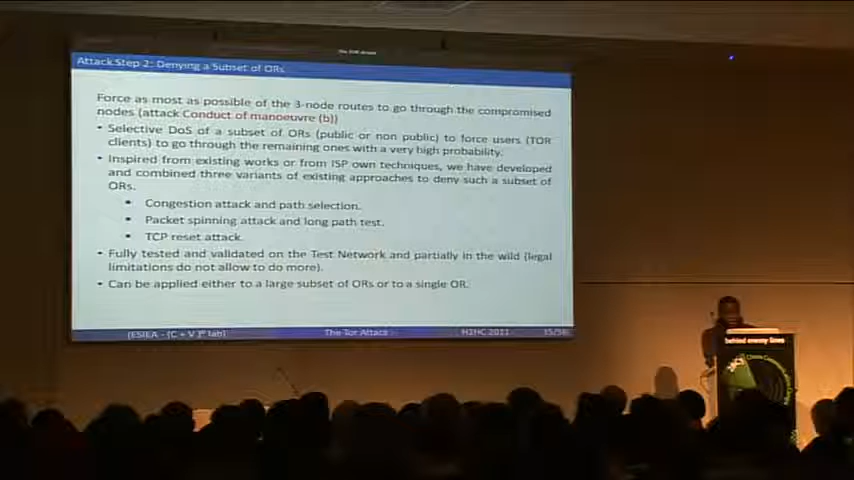 The TOR Attack
Attack Step 2: Denying a Subset of ORs
Force as most as possible of the 3-node routes to go through the compromised
nodes (attack Conduct of manoeuvre (b))
• Selective DoS of a subset of ORs (public or non public) to force users (TOR
clients) to go through the remaining ones with a very high probability.
• Inspired from existing works or from ISP own techniques, we have developed
and combined three variants of existing approaches to deny such a subset of
ORs.
• Congestion attack and path selection.
• Packet spinning attack and long path test.
• TCP reset attack.
• Fully tested and validated on the Test Network and partially in the wild (legal
limitations do not allow to do more).
• Can be applied either to a large subset of ORs or to a single OR.
(ESIEA - (C + V)º lab) The Tor Attack H2HC 2011 35/56
behind enemy lines